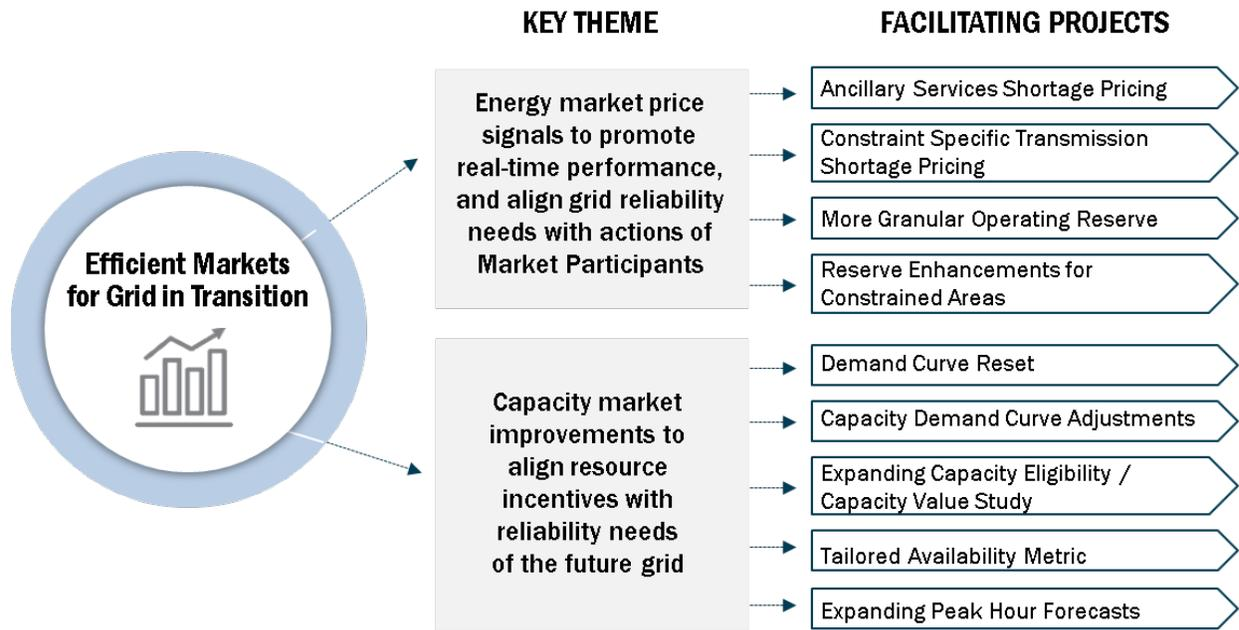 KEY THEME
FACILITATING PROJECTS
Efficient Markets
for Grid in Transition
Energy market price
signals to promote
real-time performance,
and align grid reliability
needs with actions of
Market Participants
Ancillary Services Shortage Pricing
Constraint Specific Transmission
Shortage Pricing
More Granular Operating Reserve
Reserve Enhancements for
Constrained Areas
Capacity market
improvements to
align resource
incentives with
reliability needs
of the future grid
Demand Curve Reset
Capacity Demand Curve Adjustments
Expanding Capacity Eligibility /
Capacity Value Study
Tailored Availability Metric
Expanding Peak Hour Forecasts